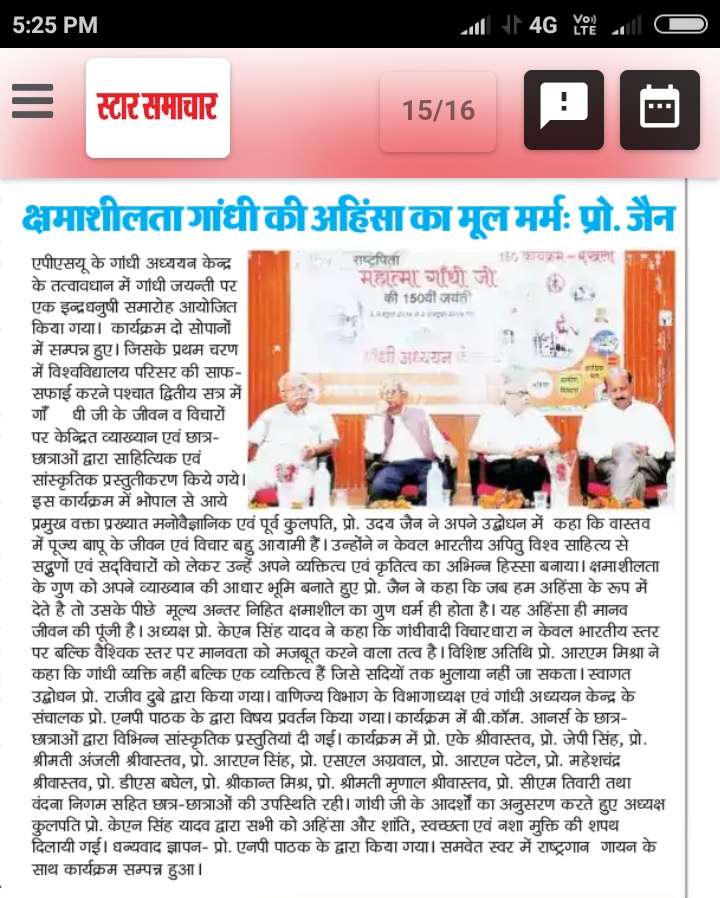 5:25 PM
4G VoLTE
स्टार समाचार
15/16
क्षमाशीलता गांधी की अहिंसा का मूल मर्मः प्रो. जैन
एपीएसयू के गांधी अध्ययन केन्द्र
के तत्वावधान में गांधी जयन्ती पर
एक इन्द्रधनुषी समारोह आयोजित
किया गया। कार्यक्रम दो सोपानों
में सम्पन्न हुए। जिसके प्रथम चरण
में विश्वविद्यालय परिसर की साफ-
सफाई करने पश्चात द्वितीय सत्र में
गाँ धी जी के जीवन व विचारों
पर केन्द्रित व्याख्यान एवं छात्र-
छात्राओं द्वारा साहित्यिक एवं
सांस्कृतिक प्रस्तुतीकरण किये गये।
इस कार्यक्रम में भोपाल से आये
राष्ट्रपिता
150 कार्यक्रम - श्रृंखला
महात्मा गाँधी जी
की 150वीं जयंती
गाँधी अध्ययन
प्रमुख वक्ता प्रख्यात मनोवैज्ञानिक एवं पूर्व कुलपति, प्रो. उदय जैन ने अपने उद्बोधन में कहा कि वास्तव
में पूज्य बापू के जीवन एवं विचार बहु आयामी हैं। उन्होंने न केवल भारतीय अपितु विश्व साहित्य से
सद्गुणों एवं सद्विचारों को लेकर उन्हें अपने व्यक्तित्व एवं कृतित्व का अभिन्न हिस्सा बनाया। क्षमाशीलता
के गुण को अपने व्याख्यान की आधार भूमि बनाते हुए प्रो. जैन ने कहा कि जब हम अहिंसा के रूप में
देते है तो उसके पीछे मूल्य अन्तर निहित क्षमाशील का गुण धर्म ही होता है। यह अहिंसा ही मानव
जीवन की पूंजी है। अध्यक्ष प्रो. केएन सिंह यादव ने कहा कि गांधीवादी विचारधारा न केवल भारतीय स्तर
पर बल्कि वैश्विक स्तर पर मानवता को मजबूत करने वाला तत्व है। विशिष्ट अतिथि प्रो. आरएम मिश्रा ने
कहा कि गांधी व्यक्ति नहीं बल्कि एक व्यक्तित्व हैं जिसे सदियों तक भुलाया नहीं जा सकता। स्वागत
उद्बोधन प्रो. राजीव दुबे द्वारा किया गया। वाणिज्य विभाग के विभागाध्यक्ष एवं गांधी अध्ययन केन्द्र के
संचालक प्रो. एनपी पाठक के द्वारा विषय प्रवर्तन किया गया। कार्यक्रम में बी.कॉम. आनर्स के छात्र-
छात्राओं द्वारा विभिन्न सांस्कृतिक प्रस्तुतियां दी गई। कार्यक्रम में प्रो. एके श्रीवास्तव, प्रो. जेपी सिंह, प्रो.
श्रीमती अंजली श्रीवास्तव, प्रो. आरएन सिंह, प्रो. एसएल अग्रवाल, प्रो. आरएन पटेल, प्रो. महेशचंद्र
श्रीवास्तव, प्रो. डीएस बघेल, प्रो. श्रीकान्त मिश्र, प्रो. श्रीमती मृणाल श्रीवास्तव, प्रो. सीएम तिवारी तथा
वंदना निगम सहित छात्र-छात्राओं की उपस्थिति रही। गांधी जी के आदर्शों का अनुसरण करते हुए अध्यक्ष
कुलपति प्रो. केएन सिंह यादव द्वारा सभी को अहिंसा और शांति, स्वच्छता एवं नशा मुक्ति की शपथ
दिलायी गई। धन्यवाद ज्ञापन- प्रो. एनपी पाठक के द्वारा किया गया। समवेत स्वर में राष्ट्रगान गायन के
साथ कार्यक्रम सम्पन्न हुआ।